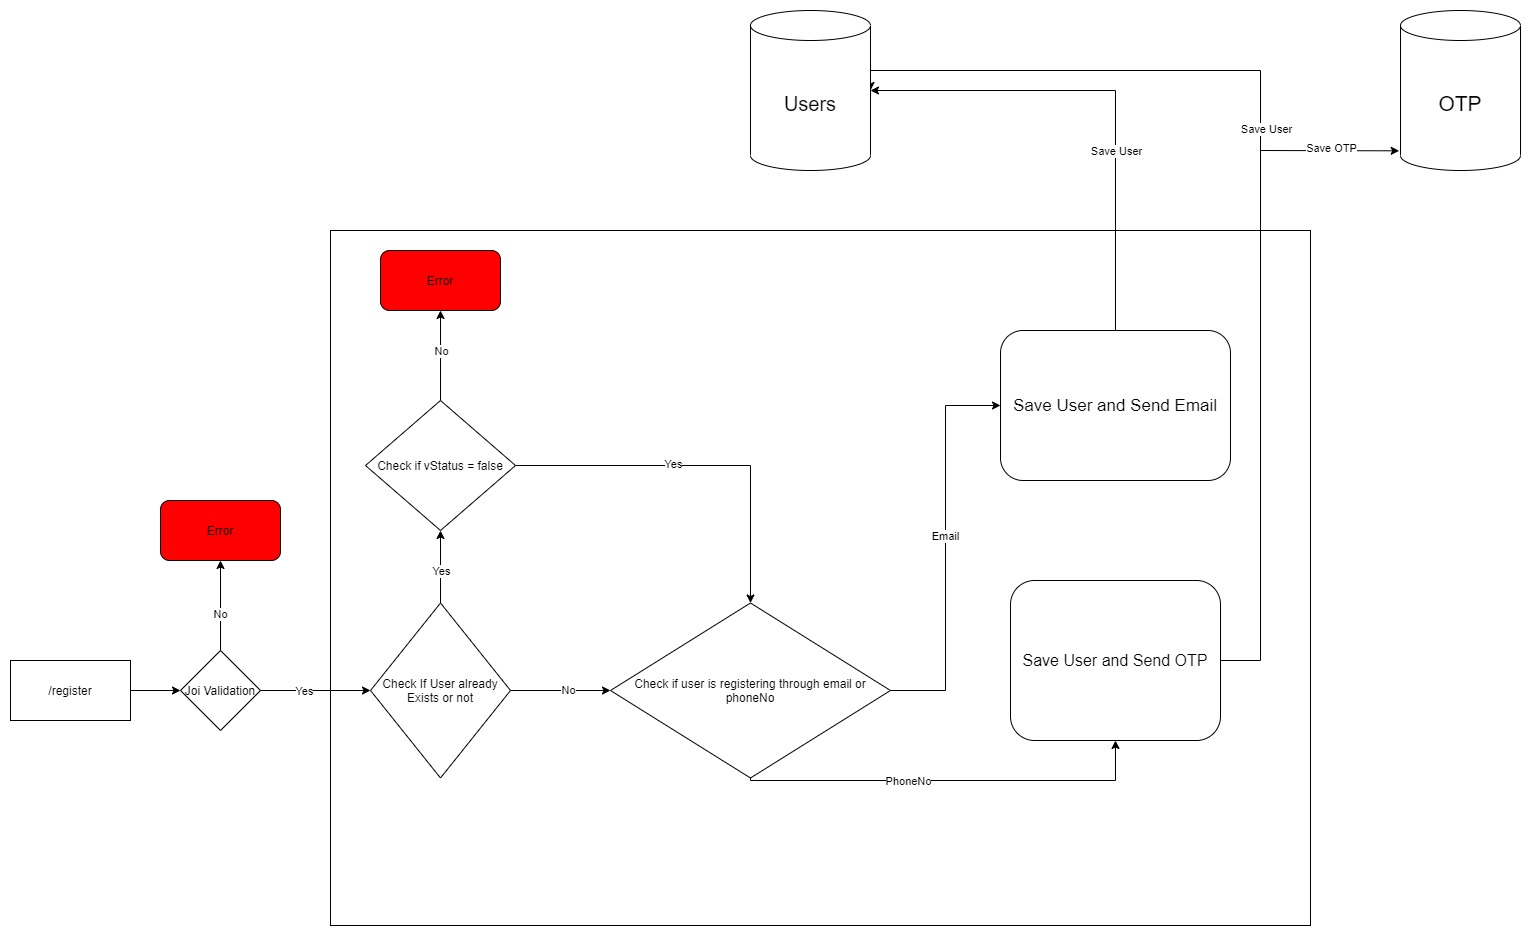 Users
OTP
Save User
Save User
Save OTP
Error
No
Check if vStatus = false
Yes
Save User and Send Email
Error
Email
Yes
No
/register
Joi Validation
Yes
Check If User already
Exists or not
No
Check if user is registering through email or
phoneNo
Save User and Send OTP
PhoneNo